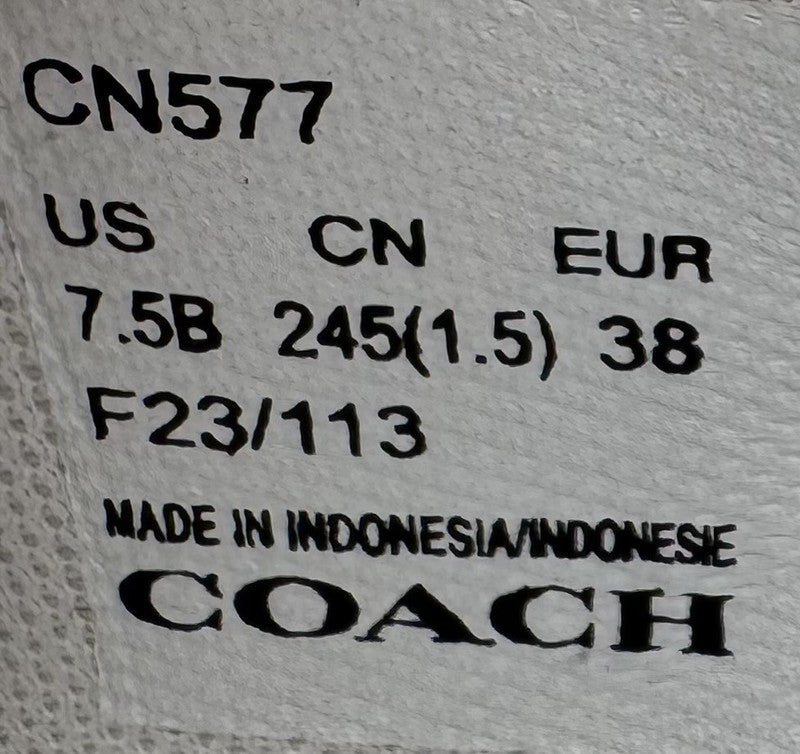 CN577
US CN EUR
7.5B 245(1.5) 38
F23/113
MADE IN INDONESIA/INDONESIE
COACH